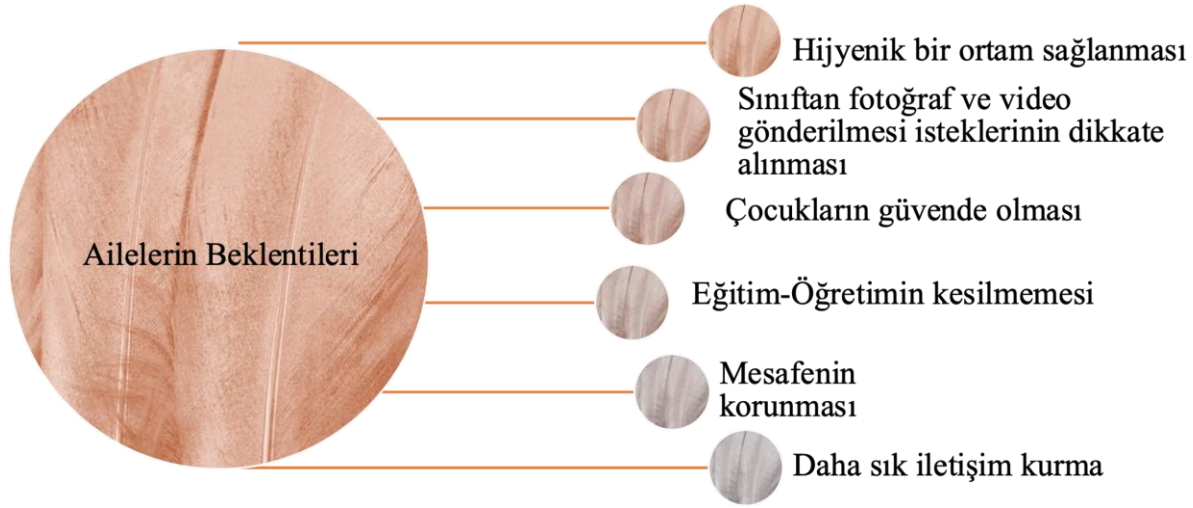 Ailelerin Beklentileri
Hijyenik bir ortam sağlanması
Sınıftan fotoğraf ve video
gönderilmesi isteklerinin dikkate
alınması
Çocukların güvende olması
Eğitim-Öğretimin kesilmemesi
Mesafenin
korunması
Daha sık iletişim kurma